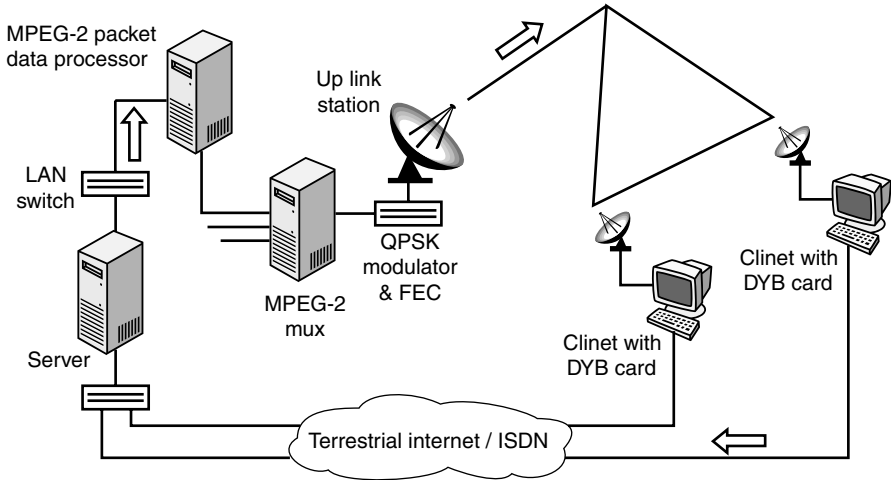 MPEG-2 packet
data processor
Up link
station
LAN
switch
QPSK
modulator
& FEC
MPEG-2
mux
Server
Clinet with
DYB card
Clinet with
DYB card
Terrestrial internet / ISDN